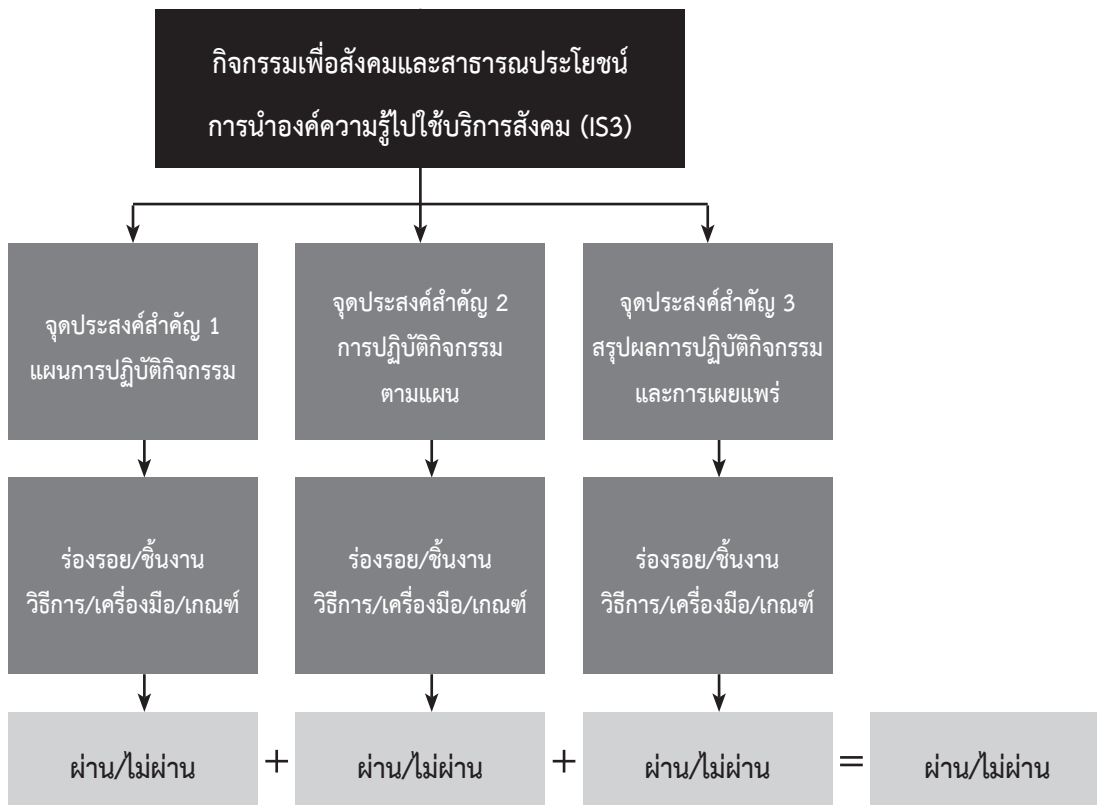 กิจกรรมเพื่อสังคมและสาธารณประโยชน์
การนำองค์ความรู้ไปใช้บริการสังคม (IS3)
จุดประสงค์สำคัญ 1
แผนการปฏิบัติกิจกรรม
จุดประสงค์สำคัญ 2
การปฏิบัติกิจกรรม
ตามแผน
จุดประสงค์สำคัญ 3
สรุปผลการปฏิบัติกิจกรรม
และการเผยแพร่
ร่องรอย/ชิ้นงาน
วิธีการ/เครื่องมือ/เกณฑ์
ร่องรอย/ชิ้นงาน
วิธีการ/เครื่องมือ/เกณฑ์
ร่องรอย/ชิ้นงาน
วิธีการ/เครื่องมือ/เกณฑ์
ผ่าน/ไม่ผ่าน + ผ่าน/ไม่ผ่าน + ผ่าน/ไม่ผ่าน = ผ่าน/ไม่ผ่าน